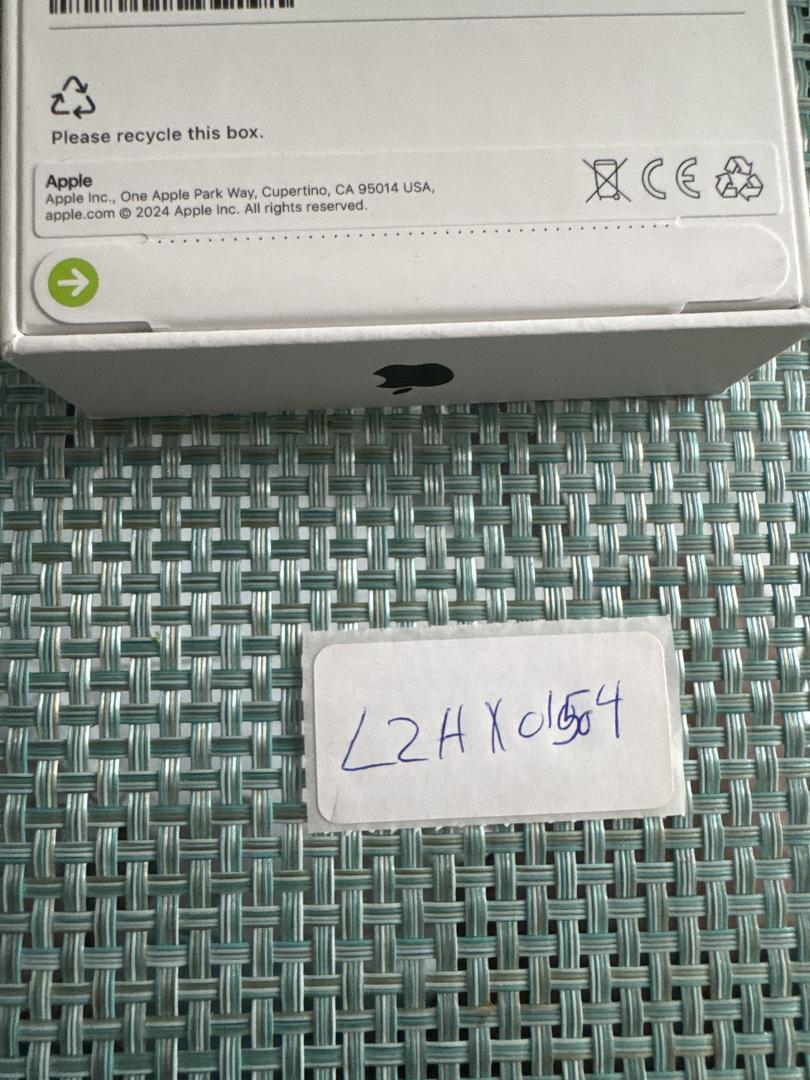 Please recycle this box.
Apple
Apple Inc., One Apple Park Way, Cupertino, CA 95014 USA,
apple.com © 2024 Apple Inc. All rights reserved.
CE